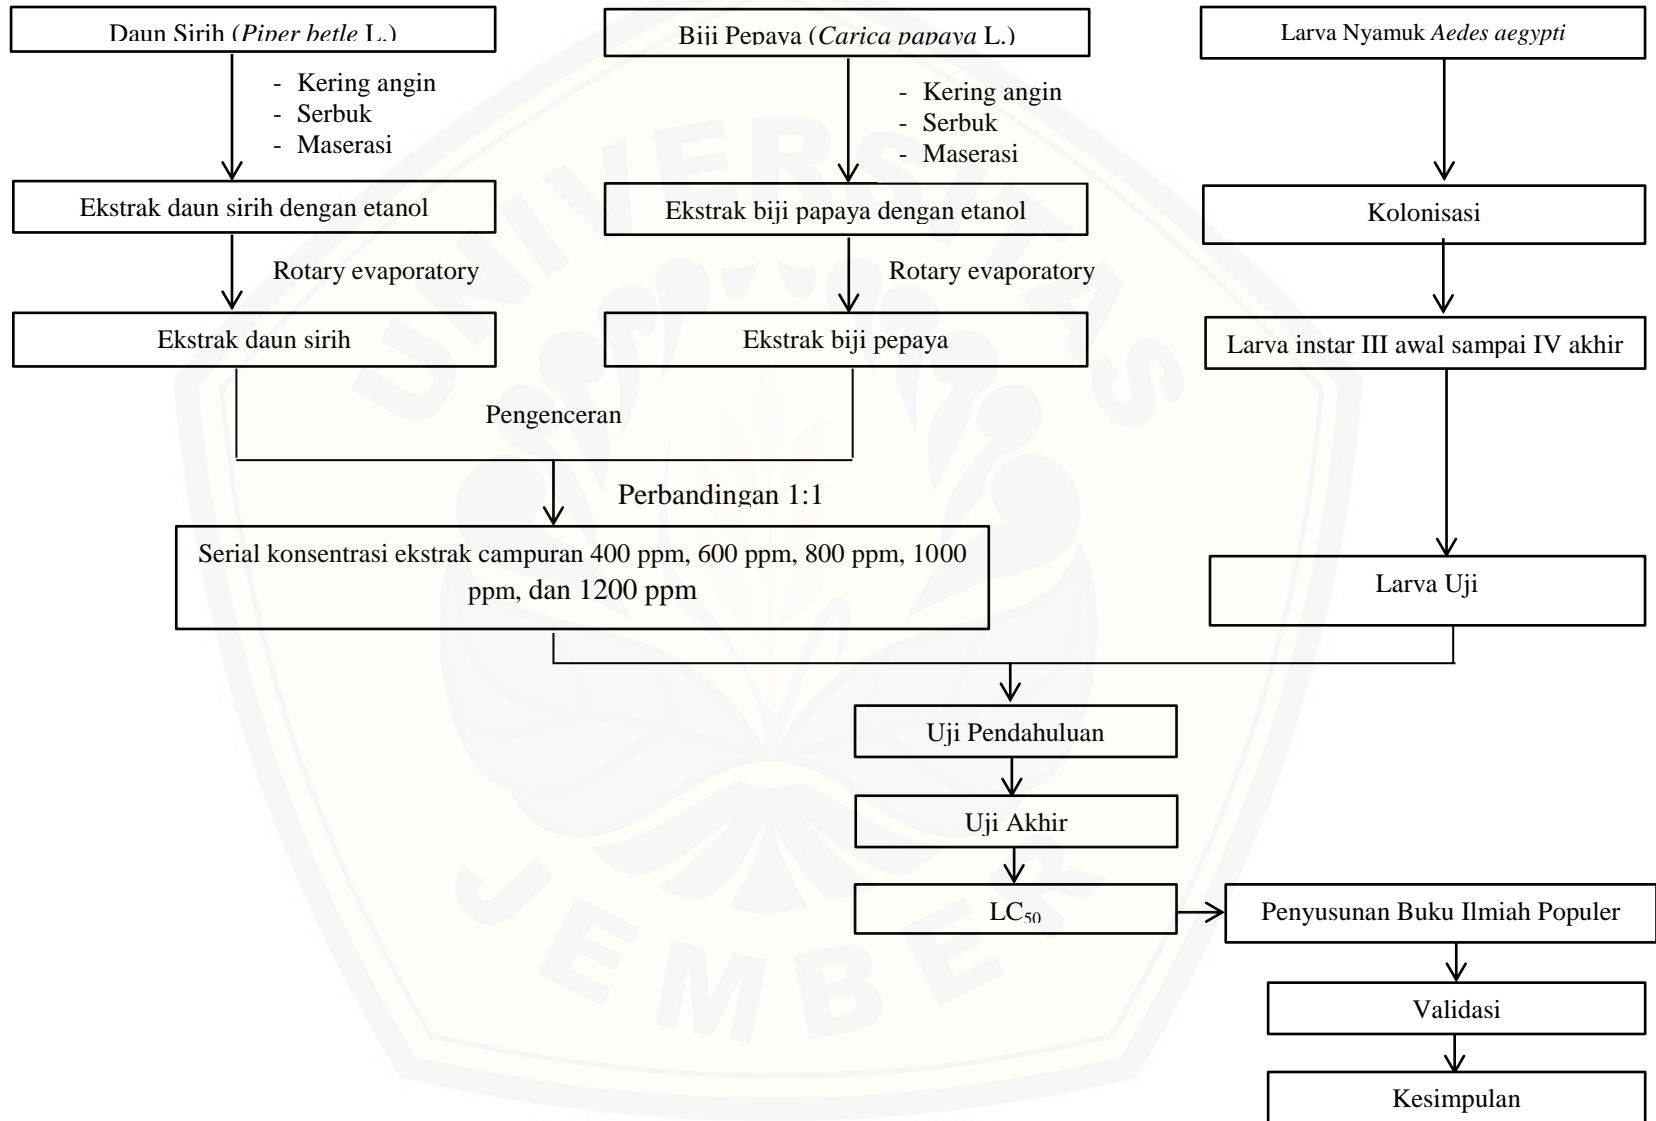 Daun Sirih (Piper betle L.)
- Kering angin
- Serbuk
- Maserasi
Ekstrak daun sirih dengan etanol
Rotary evaporatory
Ekstrak daun sirih
Biji Pepaya (Carica papaya L.)
- Kering angin
- Serbuk
- Maserasi
Ekstrak biji papaya dengan etanol
Rotary evaporatory
Ekstrak biji pepaya
Larva Nyamuk Aedes aegypti
Kolonisasi
Larva instar III awal sampai IV akhir
Larva Uji
Pengenceran
Perbandingan 1:1
Serial konsentrasi ekstrak campuran 400 ppm, 600 ppm, 800 ppm, 1000
ppm, dan 1200 ppm
Uji Pendahuluan
Uji Akhir
LC₅₀
Penyusunan Buku Ilmiah Populer
Validasi
Kesimpulan
UNIVERSITAS
JEMBER